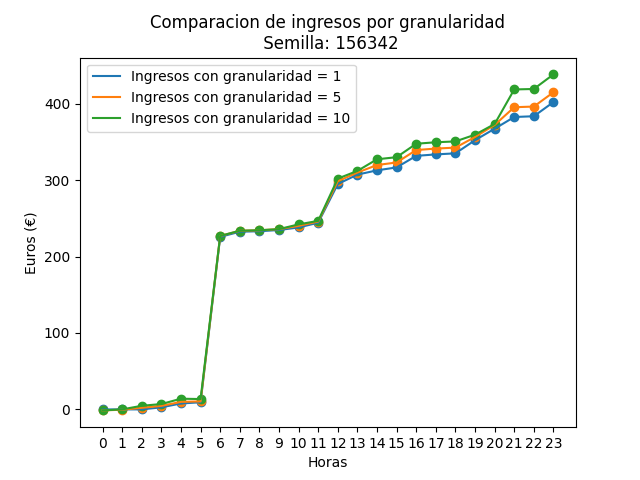 Comparacion de ingresos por granularidad
Semilla: 156342
Ingresos con granularidad = 1
Ingresos con granularidad = 5
Ingresos con granularidad = 10
Euros (€)
400
300
200
100
0
0 1 2 3 4 5 6 7 8 9 10 11 12 13 14 15 16 17 18 19 20 21 22 23
Horas